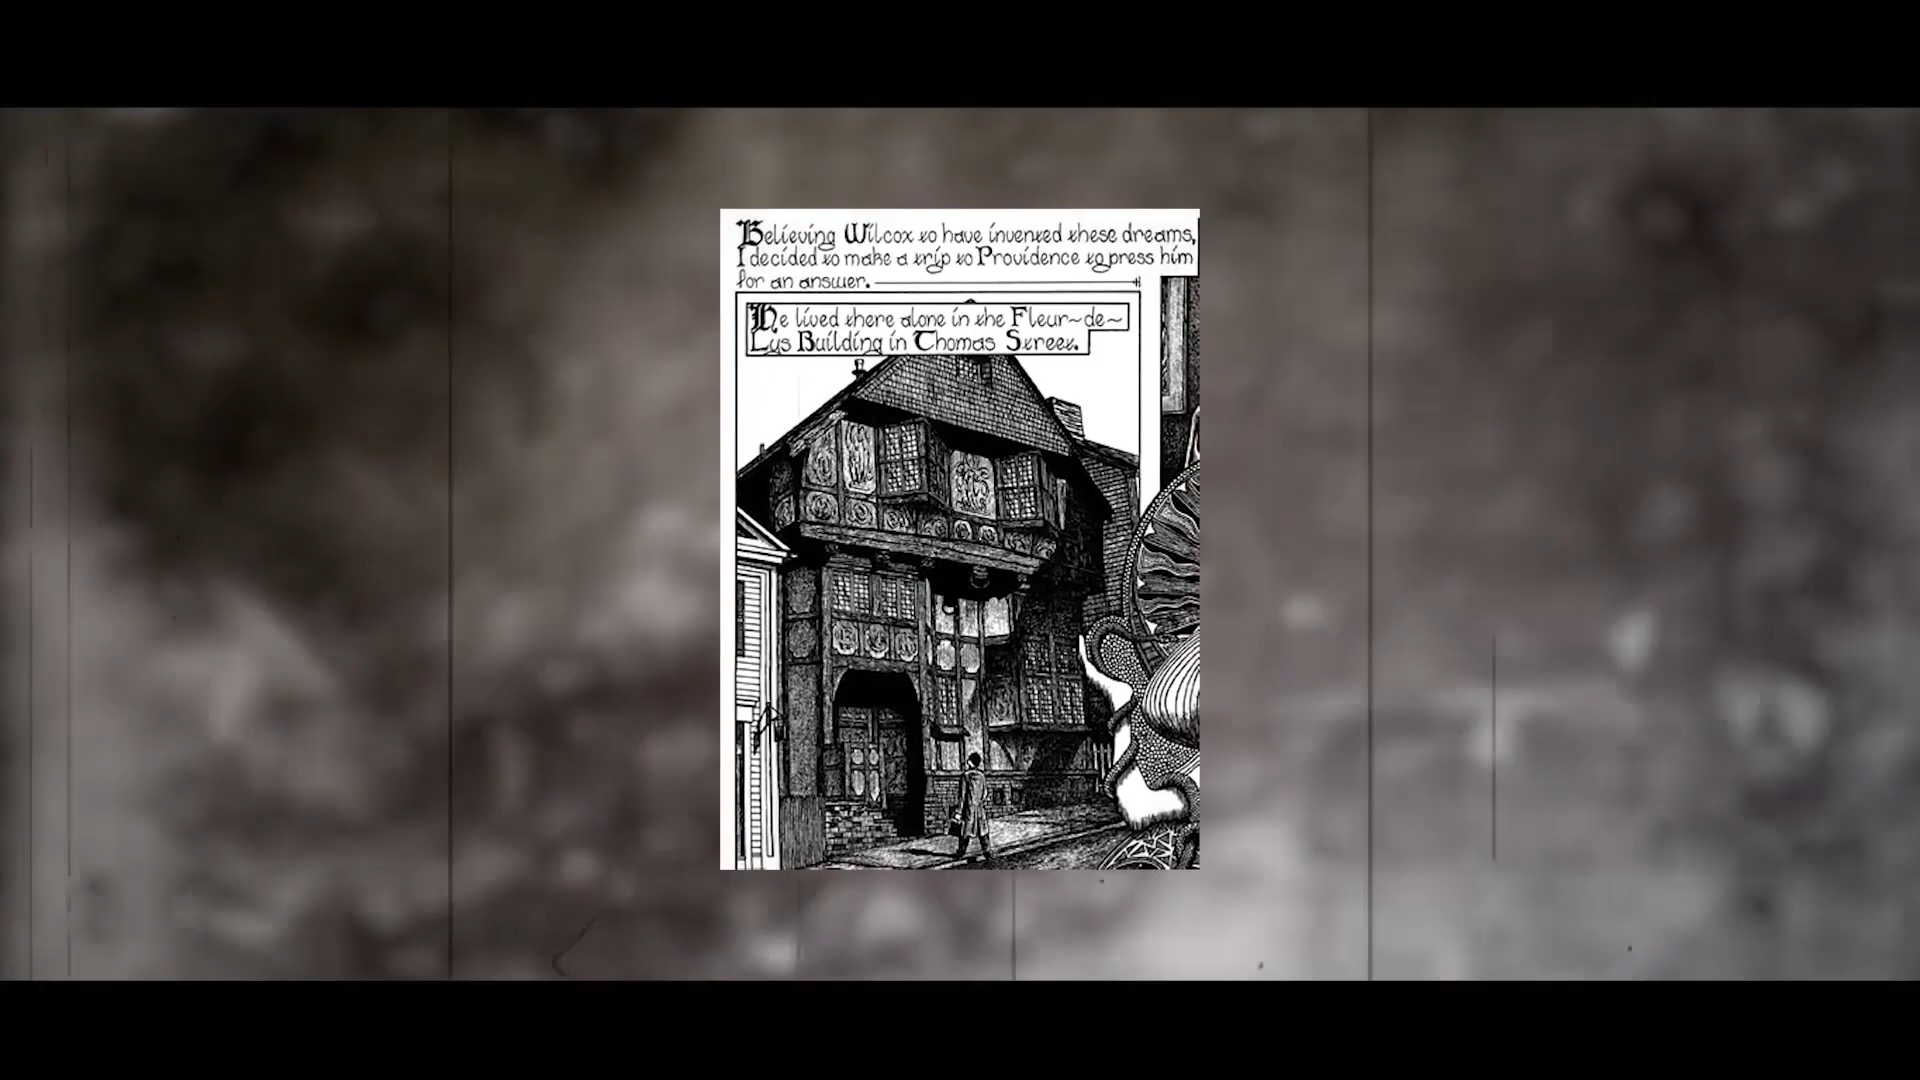 Believing Wilcox to have invented these dreams,
I decided to make a trip to Providence to press him
for an answer.
He lived there alone in the Fleur~de~
Lys Building in Thomas Street.